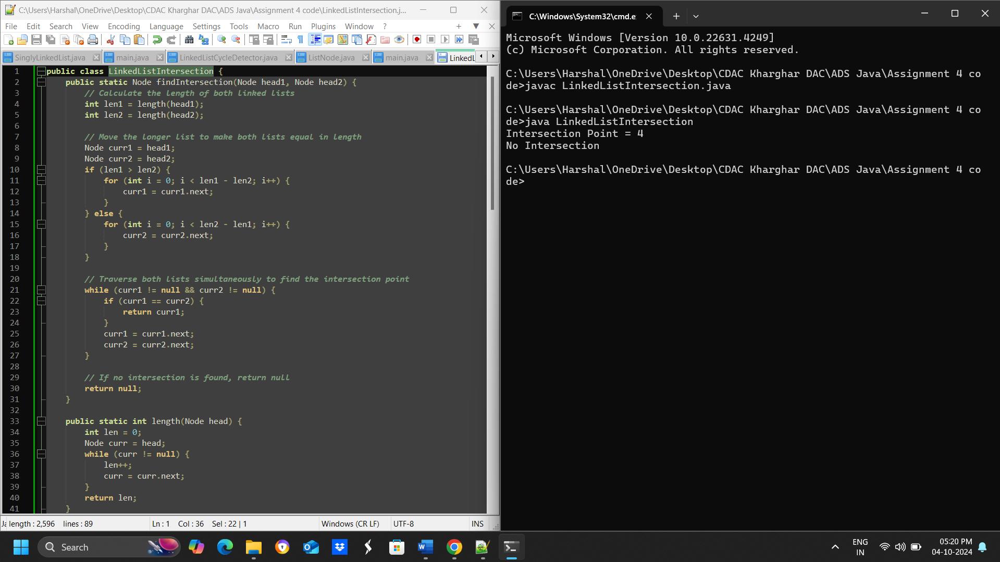 C:\Users\Harshal\OneDrive\Desktop\CDAC Kharghar DAC\ADS Java\Assignment 4 code\LinkedListIntersection.j...
File Edit Search View Encoding Language Settings Tools Macro Run Plugins Window ?
SinglyLinkedList.java main.java LinkedListCycleDetector.java ListNode.java main.java LinkedL
1 public class LinkedListIntersection {
2     public static Node findIntersection(Node head1, Node head2) {
3         // Calculate the length of both linked lists
4         int len1 = length(head1);
5         int len2 = length(head2);
6
7         // Move the longer list to make both lists equal in length
8         Node curr1 = head1;
9         Node curr2 = head2;
10         if (len1 > len2) {
11             for (int i = 0; i < len1 - len2; i++) {
12                 curr1 = curr1.next;
13             }
14         } else {
15             for (int i = 0; i < len2 - len1; i++) {
16                 curr2 = curr2.next;
17             }
18         }
19
20         // Traverse both lists simultaneously to find the intersection point
21         while (curr1 != null && curr2 != null) {
22             if (curr1 == curr2) {
23                 return curr1;
24             }
25             curr1 = curr1.next;
26             curr2 = curr2.next;
27         }
28
29         // If no intersection is found, return null
30         return null;
31     }
32
33     public static int length(Node head) {
34         int len = 0;
35         Node curr = head;
36         while (curr != null) {
37             len++;
38             curr = curr.next;
39         }
40         return len;
41     }
Ja length : 2,596 lines : 89 Ln : 1 Col : 36 Sel : 22 | 1 Windows (CR LF) UTF-8 INS
C:\Windows\System32\cmd.e
Microsoft Windows [Version 10.0.22631.4249]
(c) Microsoft Corporation. All rights reserved.

C:\Users\Harshal\OneDrive\Desktop\CDAC Kharghar DAC\ADS Java\Assignment 4 co
de>javac LinkedListIntersection.java

C:\Users\Harshal\OneDrive\Desktop\CDAC Kharghar DAC\ADS Java\Assignment 4 co
de>java LinkedListIntersection
Intersection Point = 4
No Intersection

C:\Users\Harshal\OneDrive\Desktop\CDAC Kharghar DAC\ADS Java\Assignment 4 co
de>
Search
ENG
IN
05:20 PM
04-10-2024